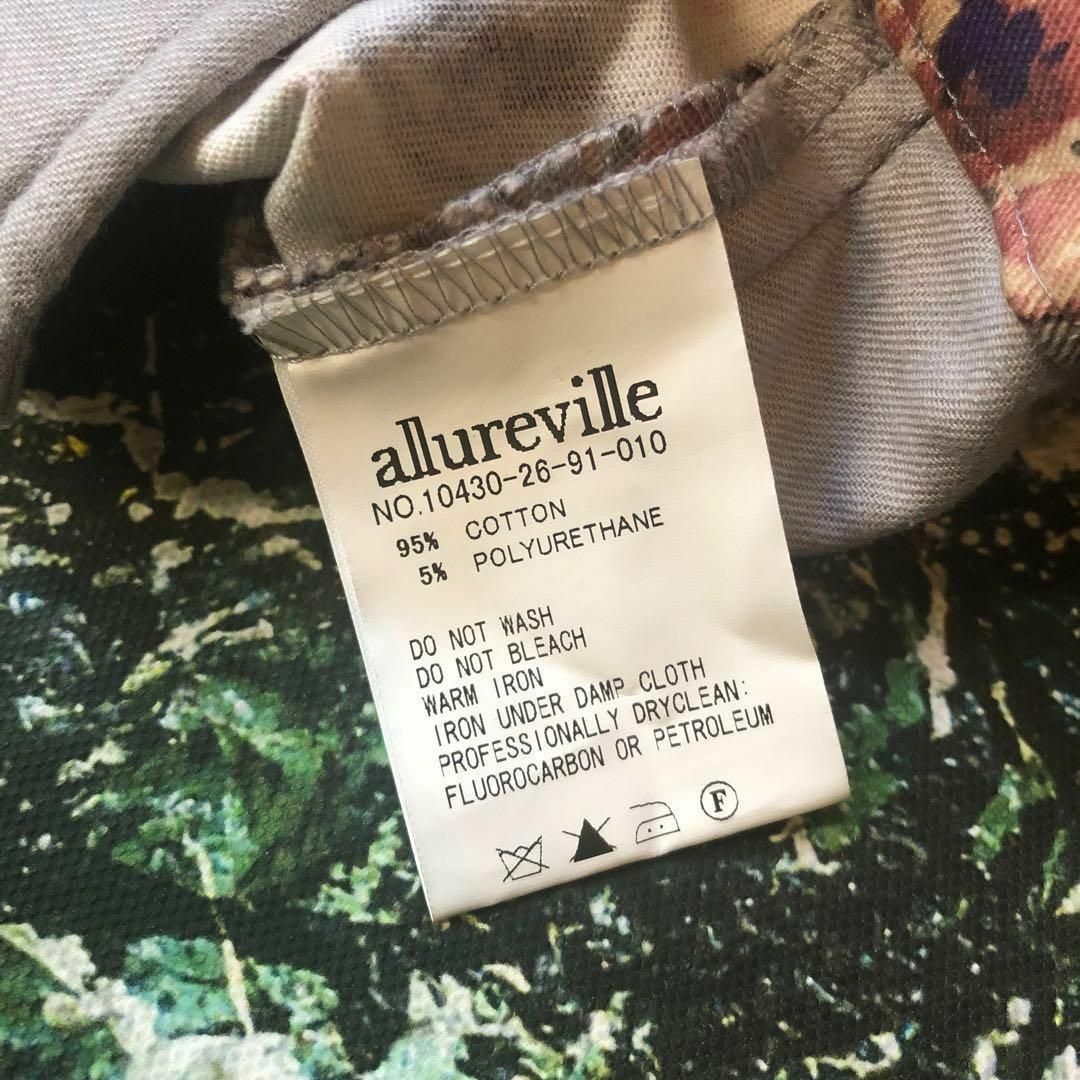 allureville
NO.10430-26-91-010
95% COTTON
5% POLYURETHANE
DO NOT WASH
DO NOT BLEACH
WARM IRON
IRON UNDER DAMP CLOTH
PROFESSIONALLY DRYCLEAN:
FLUOROCARBON OR PETROLEUM
F